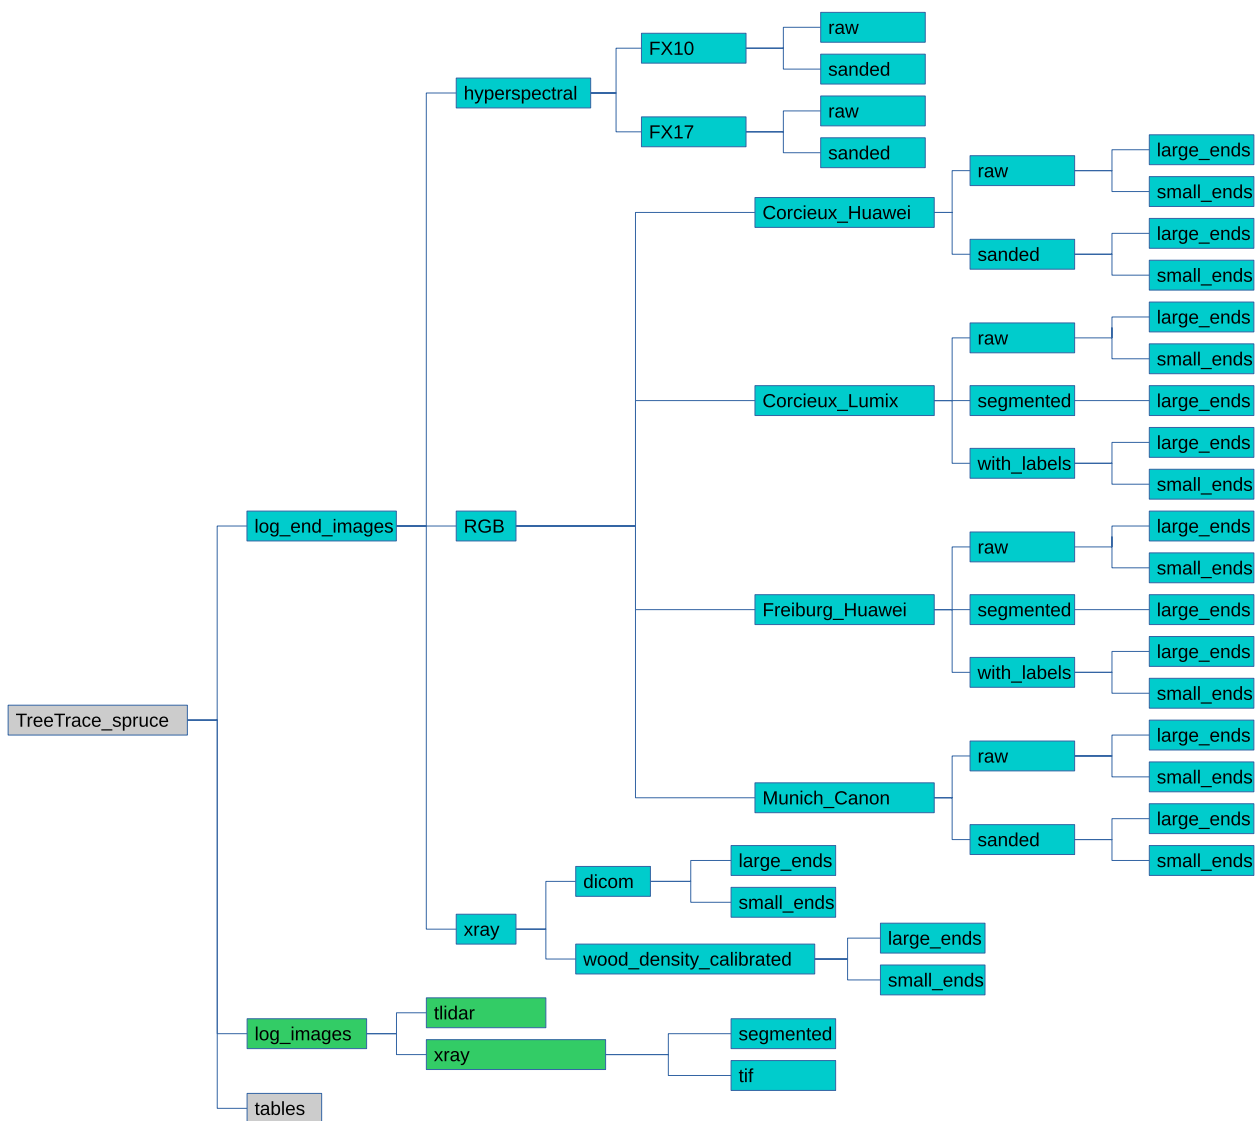 raw
FX10
sanded
hyperspectral
raw
FX17
sanded
large_ends
raw
small_ends
Corcieux_Huawei
large_ends
sanded
small_ends
large_ends
raw
small_ends
Corcieux_Lumix
segmented
large_ends
large_ends
with_labels
small_ends
log_end_images
RGB
large_ends
raw
small_ends
Freiburg_Huawei
segmented
large_ends
large_ends
with_labels
small_ends
TreeTrace_spruce
large_ends
raw
small_ends
Munich_Canon
large_ends
sanded
small_ends
large_ends
dicom
small_ends
xray
large_ends
wood_density_calibrated
small_ends
tlidar
log_images
segmented
xray
tif
tables